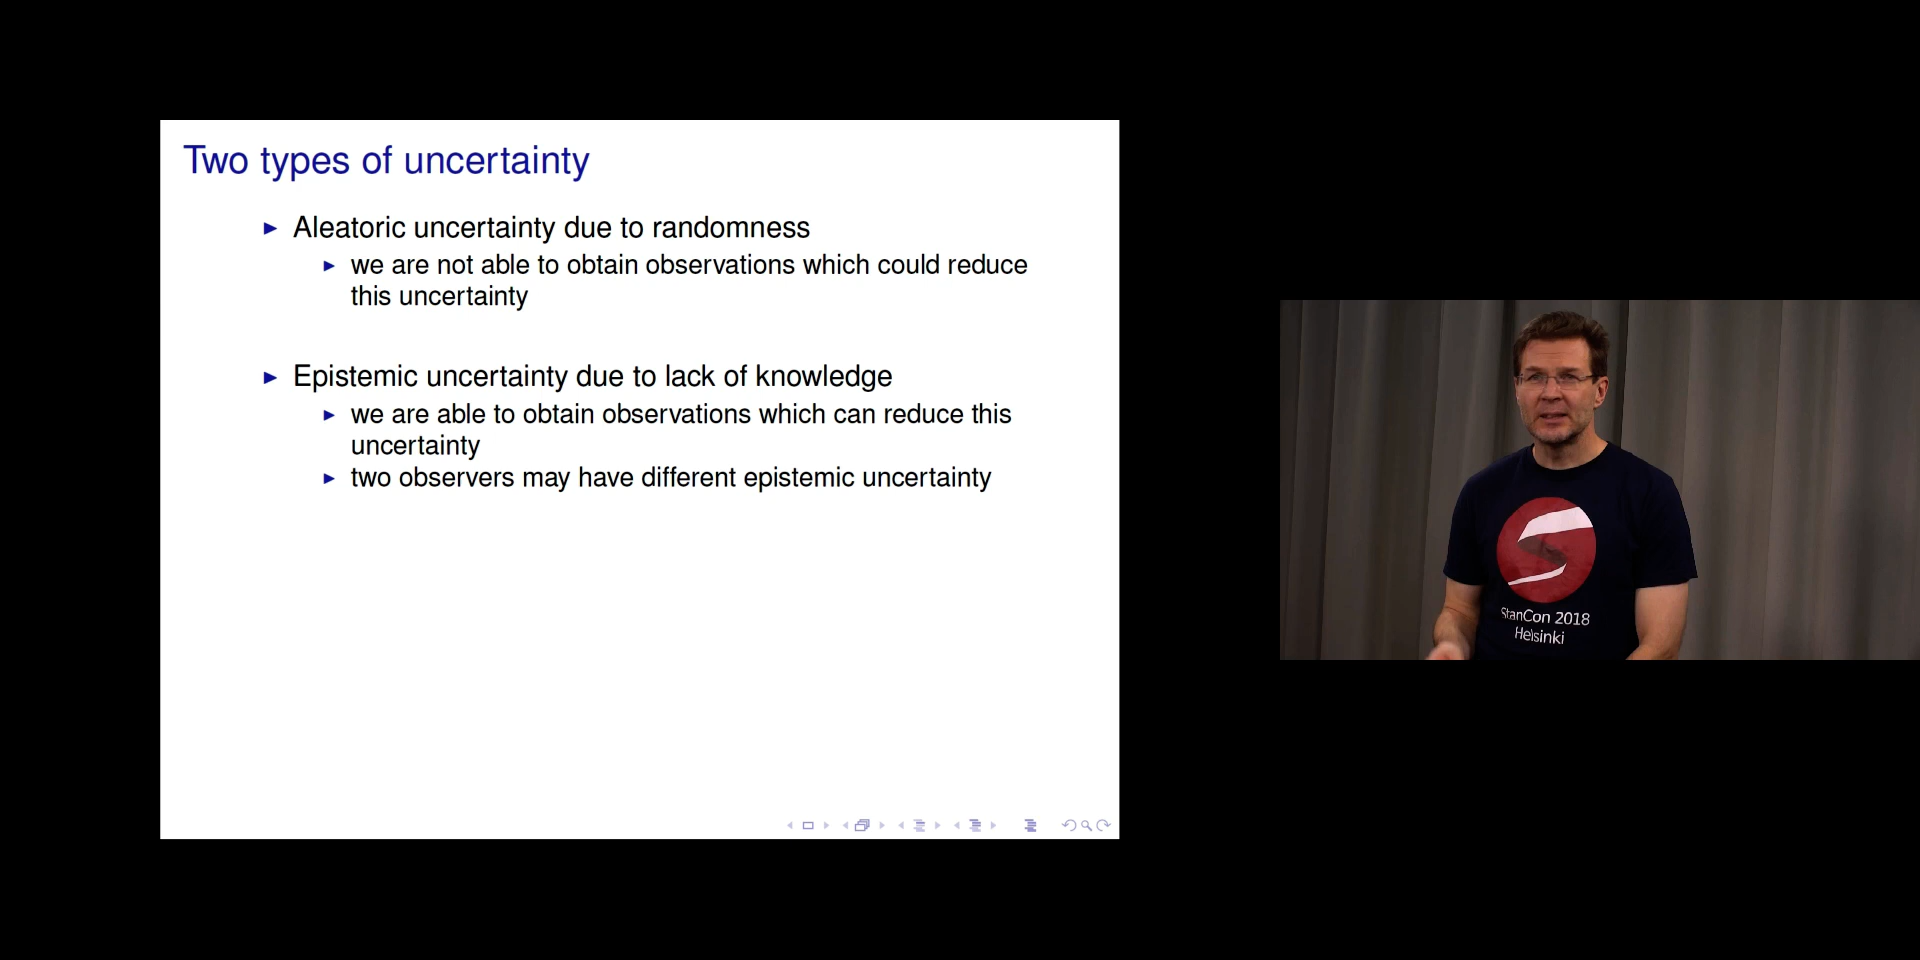 Two types of uncertainty
Aleatoric uncertainty due to randomness
we are not able to obtain observations which could reduce
this uncertainty
Epistemic uncertainty due to lack of knowledge
we are able to obtain observations which can reduce this
uncertainty
two observers may have different epistemic uncertainty
StanCon 2018
Helsinki